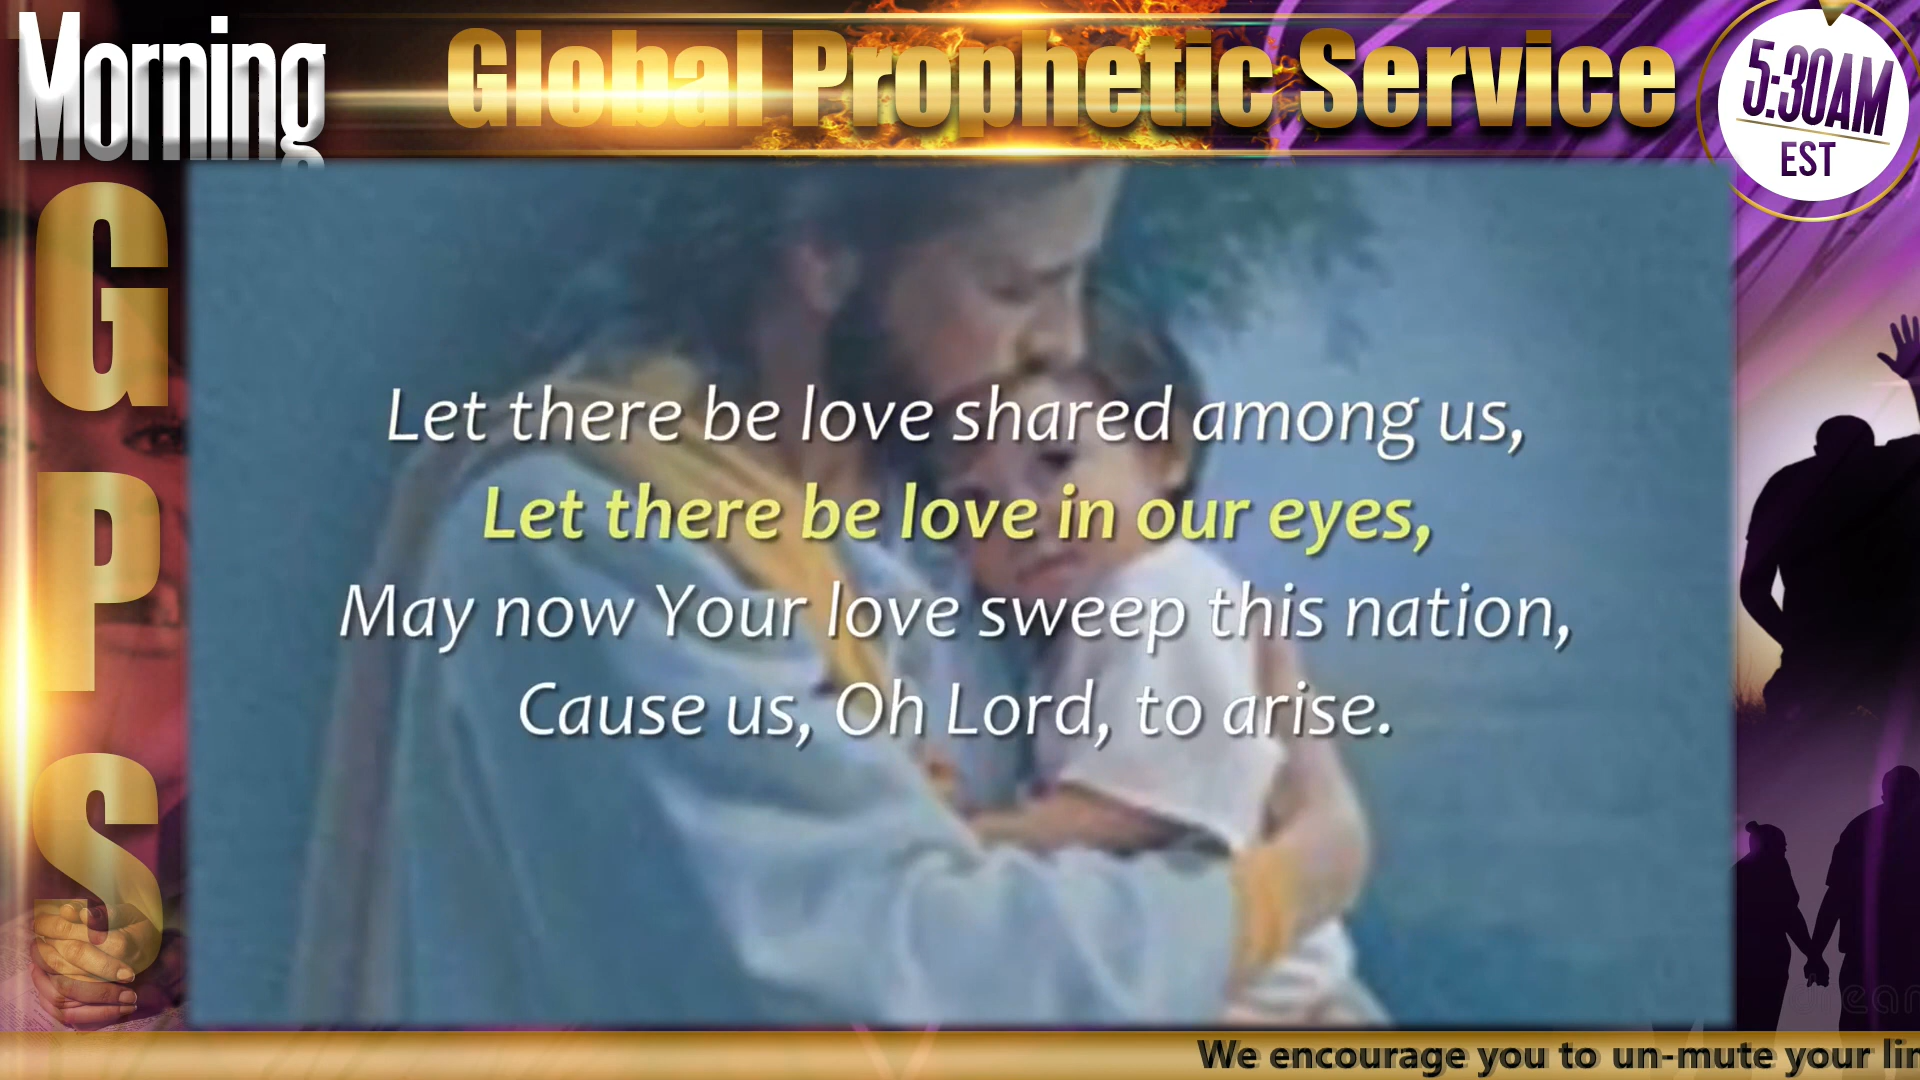 Morning
Global Prophetic Service
5:30AM
EST
G
P
S
Let there be love shared among us,
Let there be love in our eyes,
May now Your love sweep this nation,
Cause us, Oh Lord, to arise.
We encourage you to un-mute your